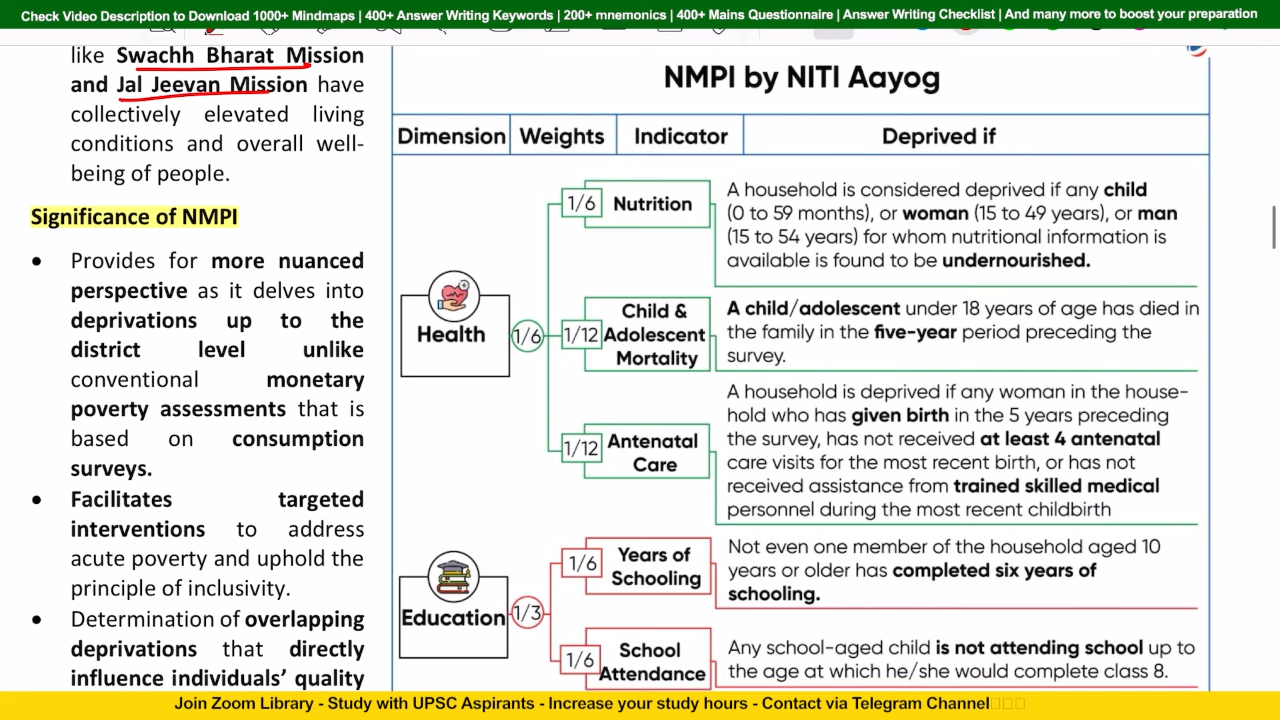 Check Video Description to Download 1000+ Mindmaps | 400+ Answer Writing Keywords | 200+ mnemonics | 400+ Mains Questionnaire | Answer Writing Checklist | And many more to boost your preparation
like Swachh Bharat Mission
and Jal Jeevan Mission have
collectively elevated living
conditions and overall well-
being of people.
Significance of NMPI
• Provides for more nuanced
perspective as it delves into
deprivations up to the
district level unlike
conventional monetary
poverty assessments that is
based on consumption
surveys.
• Facilitates targeted
interventions to address
acute poverty and uphold the
principle of inclusivity.
• Determination of overlapping
deprivations that directly
influence individuals’ quality
NMPI by NITI Aayog
Dimension Weights Indicator Deprived if
Health
1/6
1/6 Nutrition
A household is considered deprived if any child
(0 to 59 months), or woman (15 to 49 years), or man
(15 to 54 years) for whom nutritional information is
available is found to be undernourished.
1/12 Child &
Adolescent
Mortality
A child/adolescent under 18 years of age has died in
the family in the five-year period preceding the
survey.
1/12 Antenatal
Care
A household is deprived if any woman in the house-
hold who has given birth in the 5 years preceding
the survey, has not received at least 4 antenatal
care visits for the most recent birth, or has not
received assistance from trained skilled medical
personnel during the most recent childbirth
Education
1/3
1/6 Years of
Schooling
Not even one member of the household aged 10
years or older has completed six years of
schooling.
1/6 School
Attendance
Any school-aged child is not attending school up to
the age at which he/she would complete class 8.
Join Zoom Library - Study with UPSC Aspirants - Increase your study hours - Contact via Telegram Channel